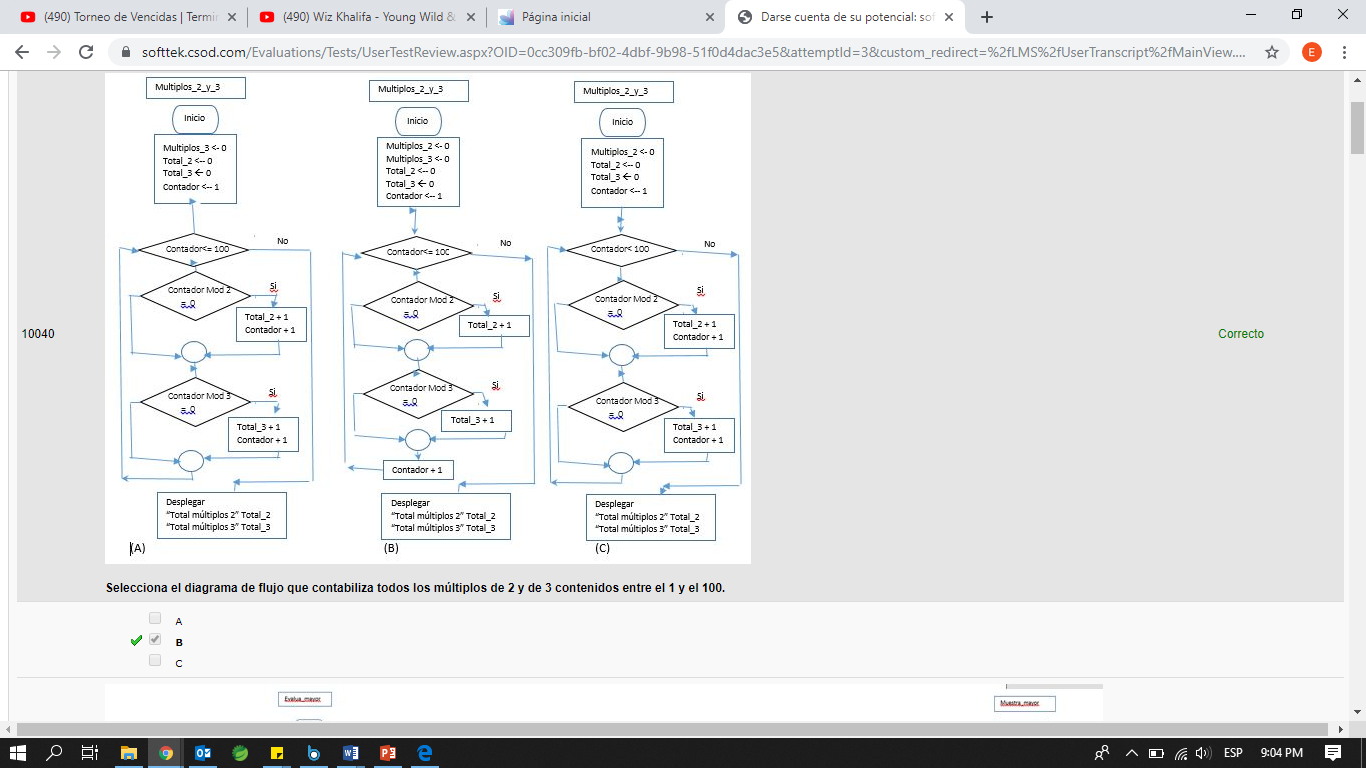 (490) Torneo de Vencidas | Termin
(490) Wiz Khalifa - Young Wild &
Página inicial
Darse cuenta de su potencial: sof
softtek.csod.com/Evaluations/Tests/UserTestReview.aspx?OID=0cc309fb-bf02-4dbf-9b98-51f0d4dac3e5&attemptId=3&custom_redirect=%2fLMS%2fUserTranscript%2fMainView....
E
10040
Multiplos_2_y_3
Inicio
Multiplos_3 <- 0
Total_2 <-- 0
Total_3 ← 0
Contador <-- 1
Contador<= 100
No
Contador Mod 2
= 0
Si
Total_2 + 1
Contador + 1
Contador Mod 3
= 0
Si
Total_3 + 1
Contador + 1
Desplegar
“Total múltiplos 2” Total_2
“Total múltiplos 3” Total_3
(A)
Multiplos_2_y_3
Inicio
Multiplos_2 <- 0
Multiplos_3 <- 0
Total_2 <-- 0
Total_3 ← 0
Contador <-- 1
Contador<= 100
No
Contador Mod 2
= 0
Si
Total_2 + 1
Contador Mod 3
= 0
Si
Total_3 + 1
Contador + 1
Desplegar
“Total múltiplos 2” Total_2
“Total múltiplos 3” Total_3
(B)
Multiplos_2_y_3
Inicio
Multiplos_2 <- 0
Total_2 <-- 0
Total_3 ← 0
Contador <-- 1
Contador< 100
No
Contador Mod 2
= 0
Si
Total_2 + 1
Contador + 1
Contador Mod 3
= 0
Si
Total_3 + 1
Contador + 1
Desplegar
“Total múltiplos 2” Total_2
“Total múltiplos 3” Total_3
(C)
Correcto
Selecciona el diagrama de flujo que contabiliza todos los múltiplos de 2 y de 3 contenidos entre el 1 y el 100.
A
B
C
Evalua_mayor
Muestra_mayor
ESP
9:04 PM